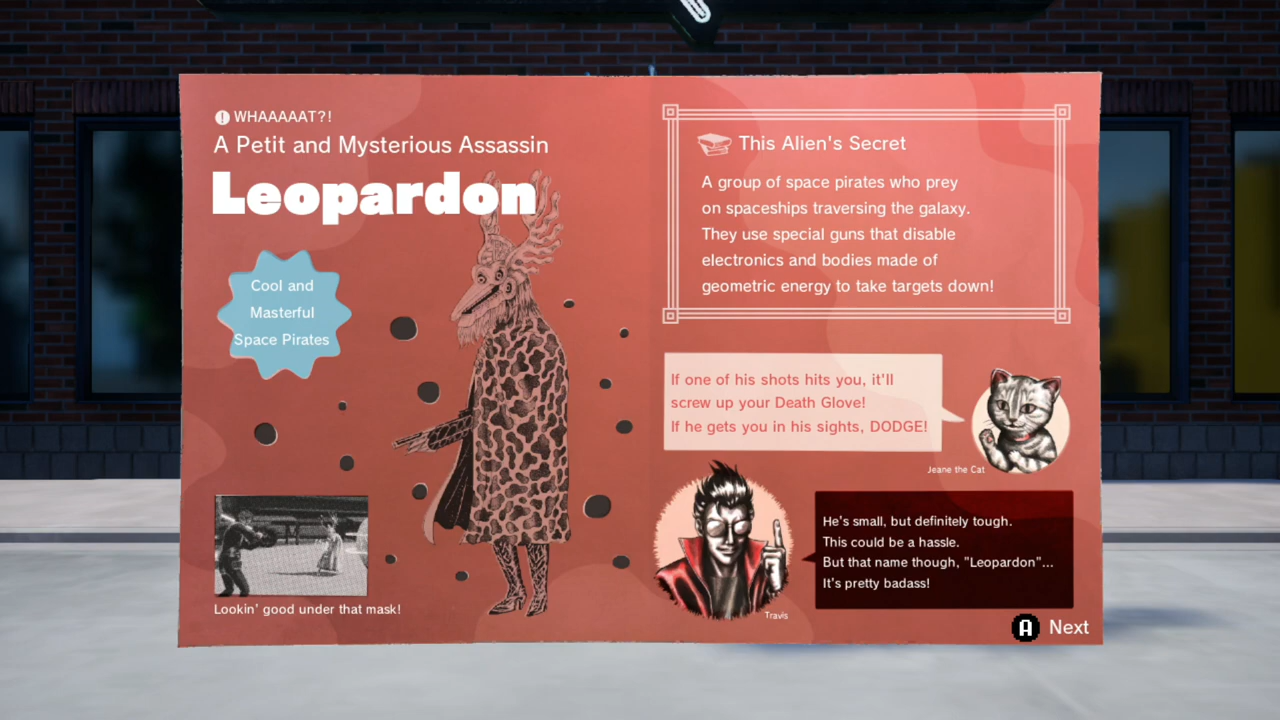 WHAAAAAT?!
A Petit and Mysterious Assassin
Leopardon
Cool and
Masterful
Space Pirates
Lookin' good under that mask!
This Alien's Secret
A group of space pirates who prey
on spaceships traversing the galaxy.
They use special guns that disable
electronics and bodies made of
geometric energy to take targets down!
If one of his shots hits you, it'll
screw up your Death Glove!
If he gets you in his sights, DODGE!
Jeane the Cat
He's small, but definitely tough.
This could be a hassle.
But that name though, "Leopardon"...
It's pretty badass!
Travis
A Next